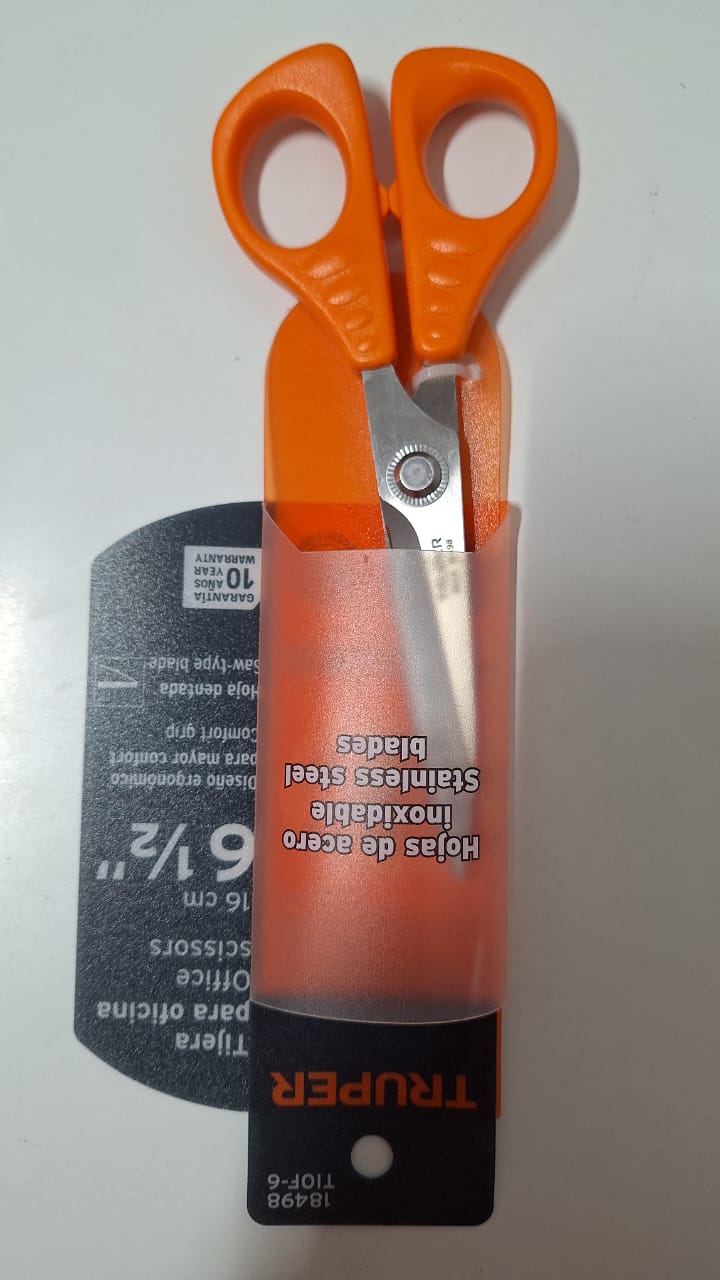 18498
TIOF-6
TRUPER
Tijera
para oficina
Office
scissors
16 cm
6 ½"
Diseño ergonómico
para mayor confort
Comfort grip
Hoja dentada
Saw-type blade
GARANTÍA
10 AÑOS
YEAR
WARRANTY
Hojas de acero
inoxidable
Stainless steel
blades